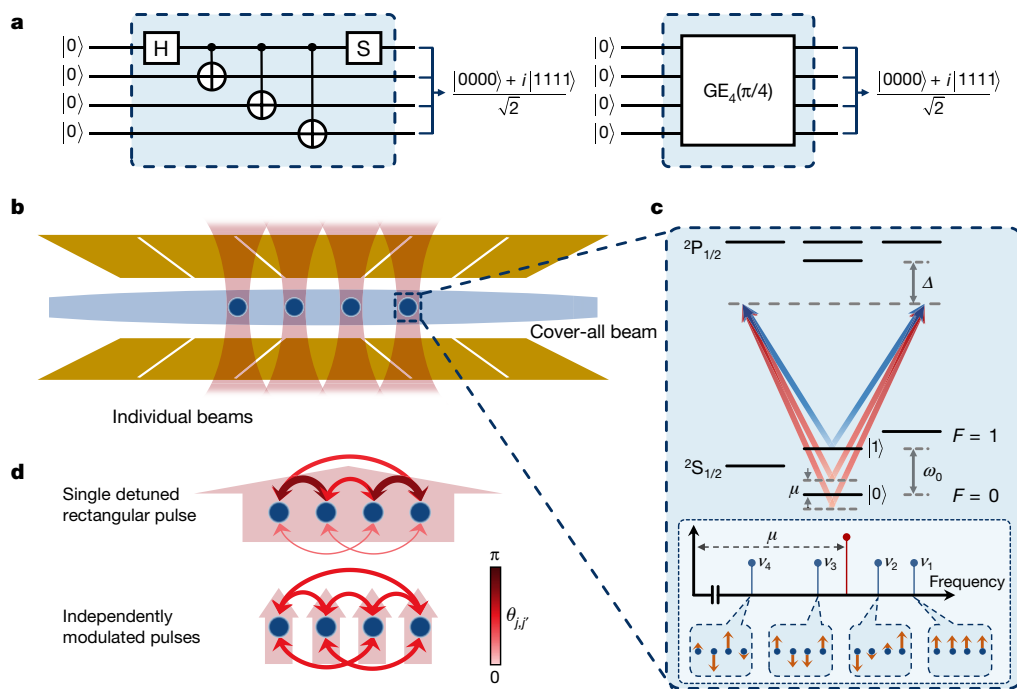 a
|0⟩ H S
|0⟩
|0⟩
|0⟩
|0000⟩ + i|1111⟩
√2
|0⟩
|0⟩
|0⟩
|0⟩
GE₄(π/4)
|0000⟩ + i|1111⟩
√2
b
Cover-all beam
Individual beams
c
²P₁/₂
Δ
|1⟩
F = 1
²S₁/₂
ω₀
μ
|0⟩
F = 0
μ
ν₄
ν₃
ν₂
ν₁
Frequency
d
Single detuned
rectangular pulse
Independently
modulated pulses
π
θj,j′
0